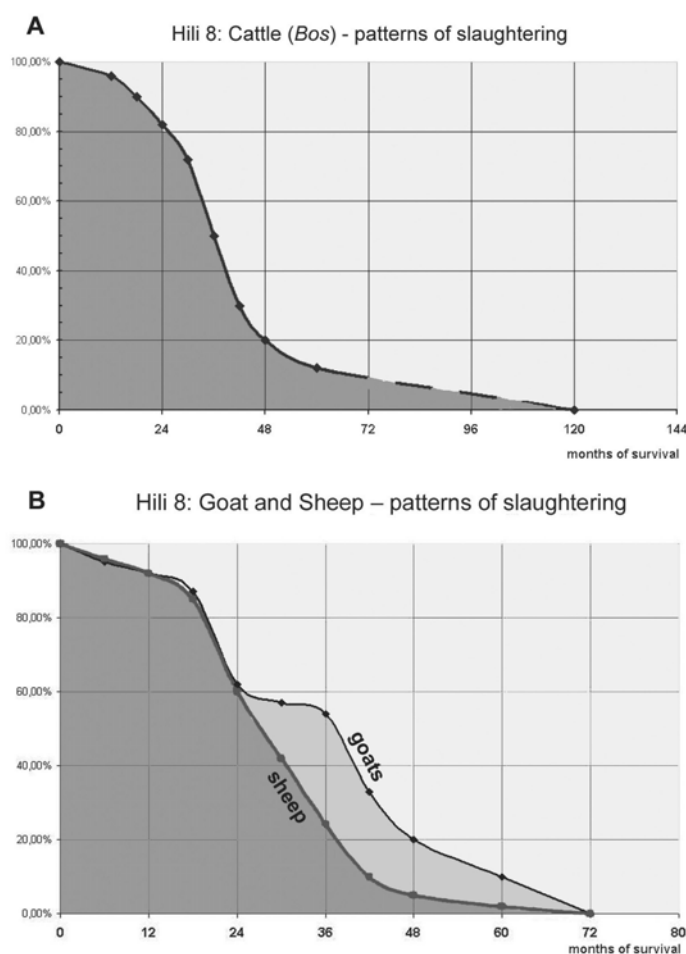 A
Hili 8: Cattle (Bos) - patterns of slaughtering
100,00%
80,00%
60,00%
40,00%
20,00%
0,00%
0 24 48 72 96 120 144
months of survival
B
Hili 8: Goat and Sheep – patterns of slaughtering
100,00%
80,00%
60,00%
40,00%
20,00%
0,00%
goats
sheep
0 12 24 36 48 60 72 80
months of survival